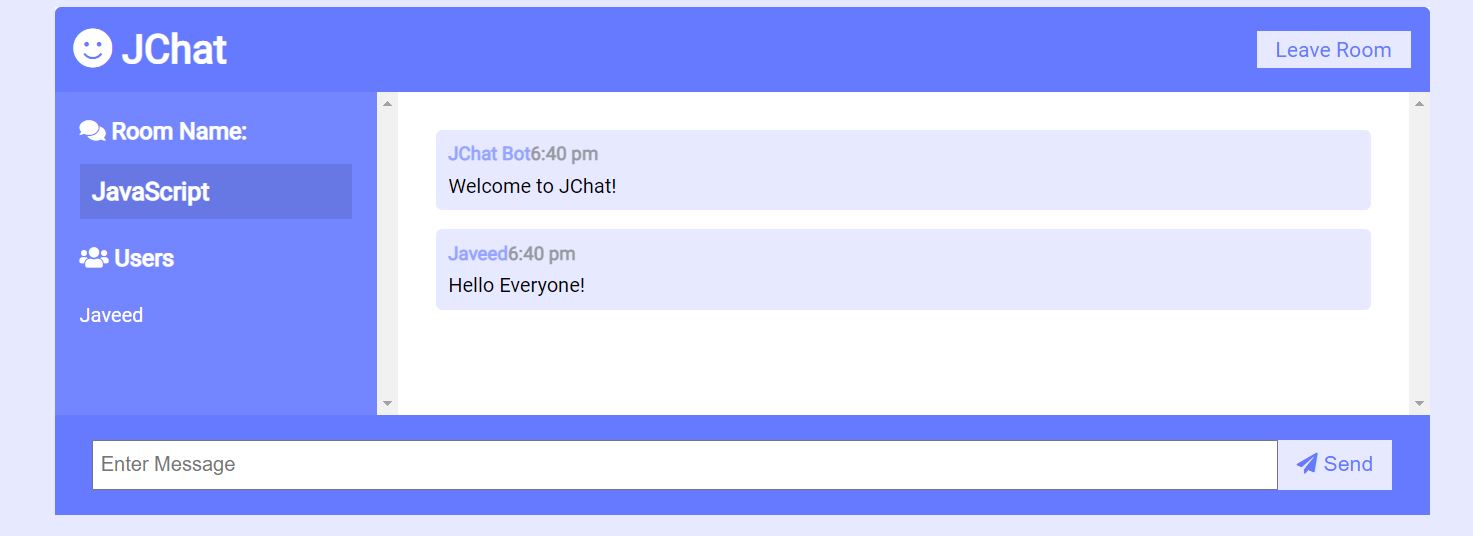 JChat
Leave Room
Room Name:
JavaScript
Users
Javeed
JChat Bot6:40 pm
Welcome to JChat!
Javeed6:40 pm
Hello Everyone!
Enter Message
Send